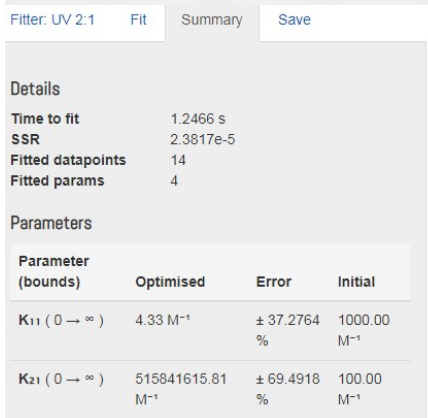 Fitter: UV 2:1 Fit Summary Save
Details
Time to fit 1.2466 s
SSR 2.3817e-5
Fitted datapoints 14
Fitted params 4
Parameters
Parameter
(bounds) Optimised Error Initial
K₁₁ ( 0 → ∞ ) 4.33 M⁻¹ ± 37.2764 1000.00
% M⁻¹
K₂₁ ( 0 → ∞ ) 515841615.81 ± 69.4918 100.00
M⁻¹ % M⁻¹